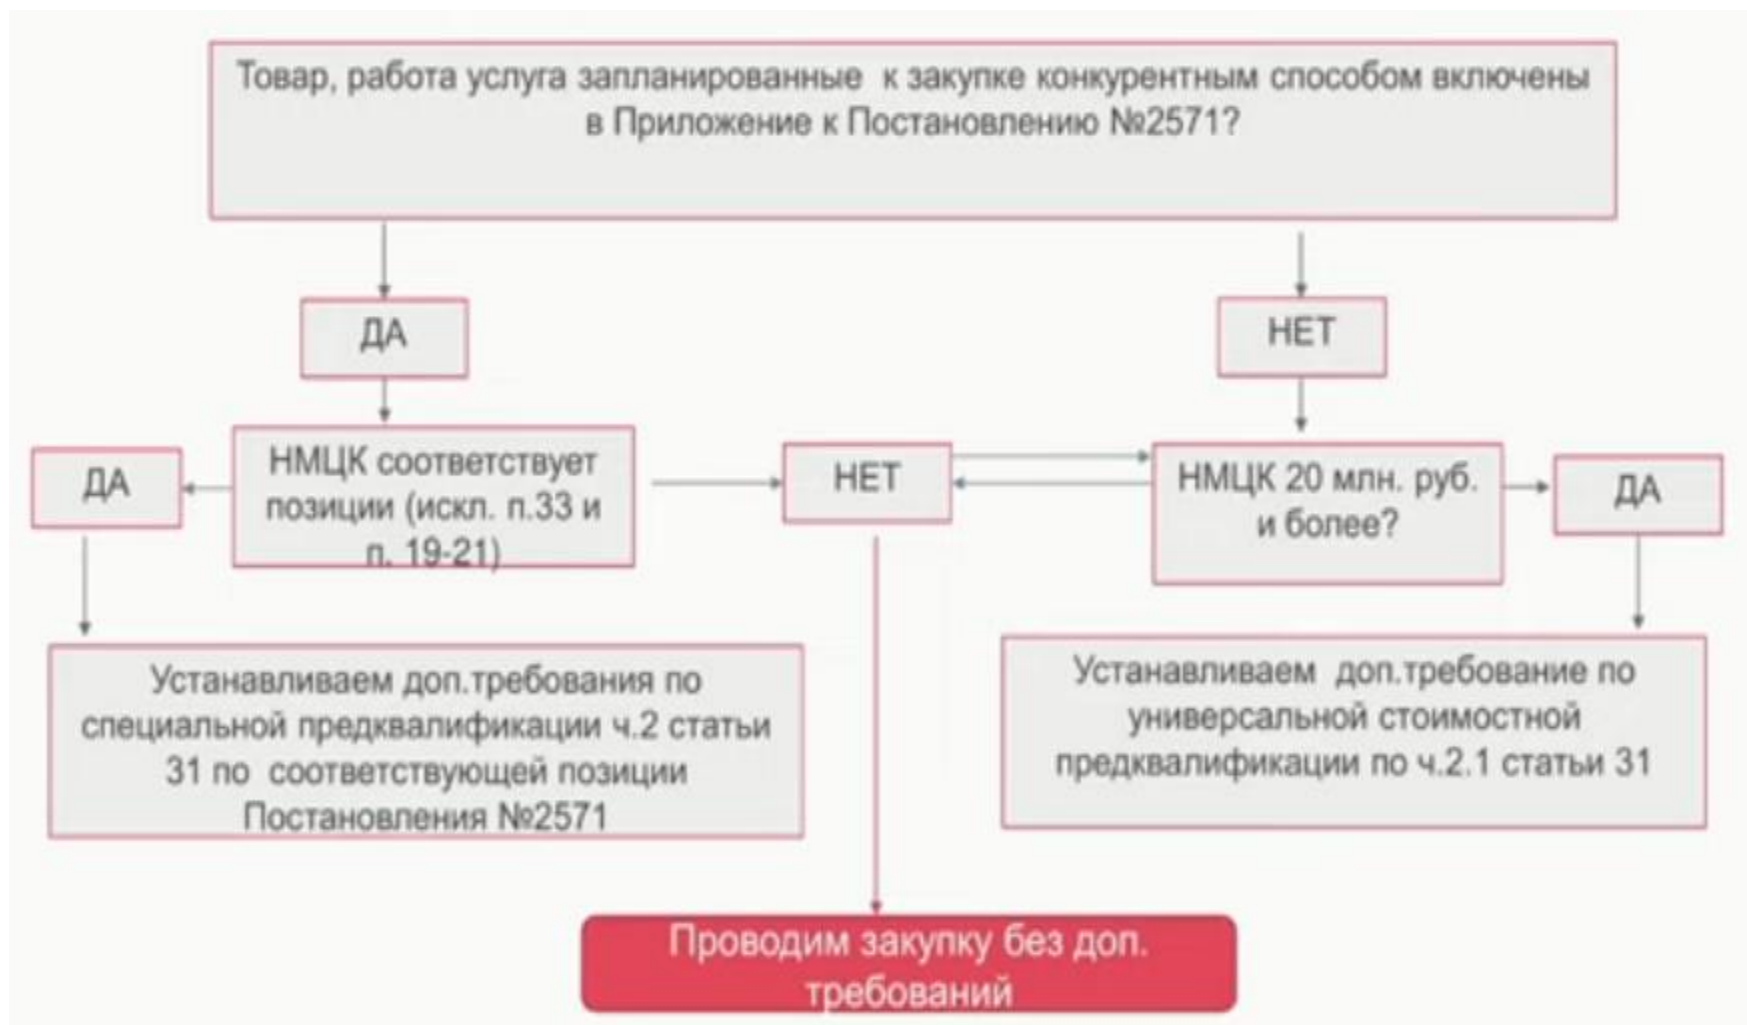 Товар, работа услуга запланированные к закупке конкурентным способом включены
в Приложение к Постановлению №2571?
ДА
НЕТ
ДА
НМЦК соответствует
позиции (искл. п.33 и
п. 19-21)
НЕТ
НМЦК 20 млн. руб.
и более?
ДА
Устанавливаем доп.требования по
специальной предквалификации ч.2 статьи
31 по соответствующей позиции
Постановления №2571
Устанавливаем доп.требование по
универсальной стоимостной
предквалификации по ч.2.1 статьи 31
Проводим закупку без доп.
требований